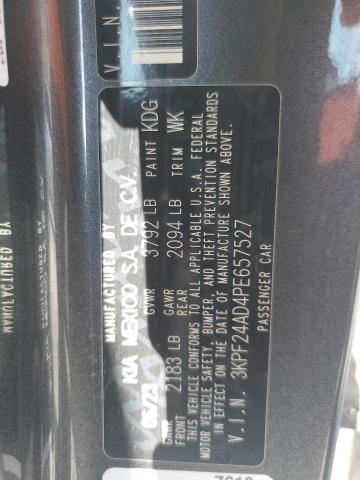 MANUFACTURED BY
KIA MEXICO S.A. DE C.V.
06/23 GVWR 3792 LB PAINT KDG
GAWR FRONT 2183 LB GAWR REAR 2094 LB TRIM WK
THIS VEHICLE CONFORMS TO ALL APPLICABLE U.S.A. FEDERAL
MOTOR VEHICLE SAFETY, BUMPER, AND THEFT PREVENTION STANDARDS
IN EFFECT ON THE DATE OF MANUFACTURE SHOWN ABOVE.
V.I.N. 3KPF24AD4PE657527
PASSENGER CAR
V.I.N.